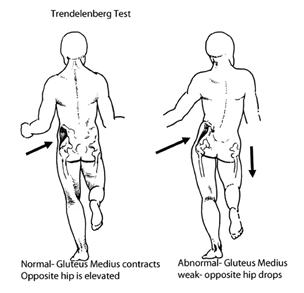 Trendelenberg Test
Normal- Gluteus Medius contracts
Opposite hip is elevated
Abnormal- Gluteus Medius
weak- opposite hip drops